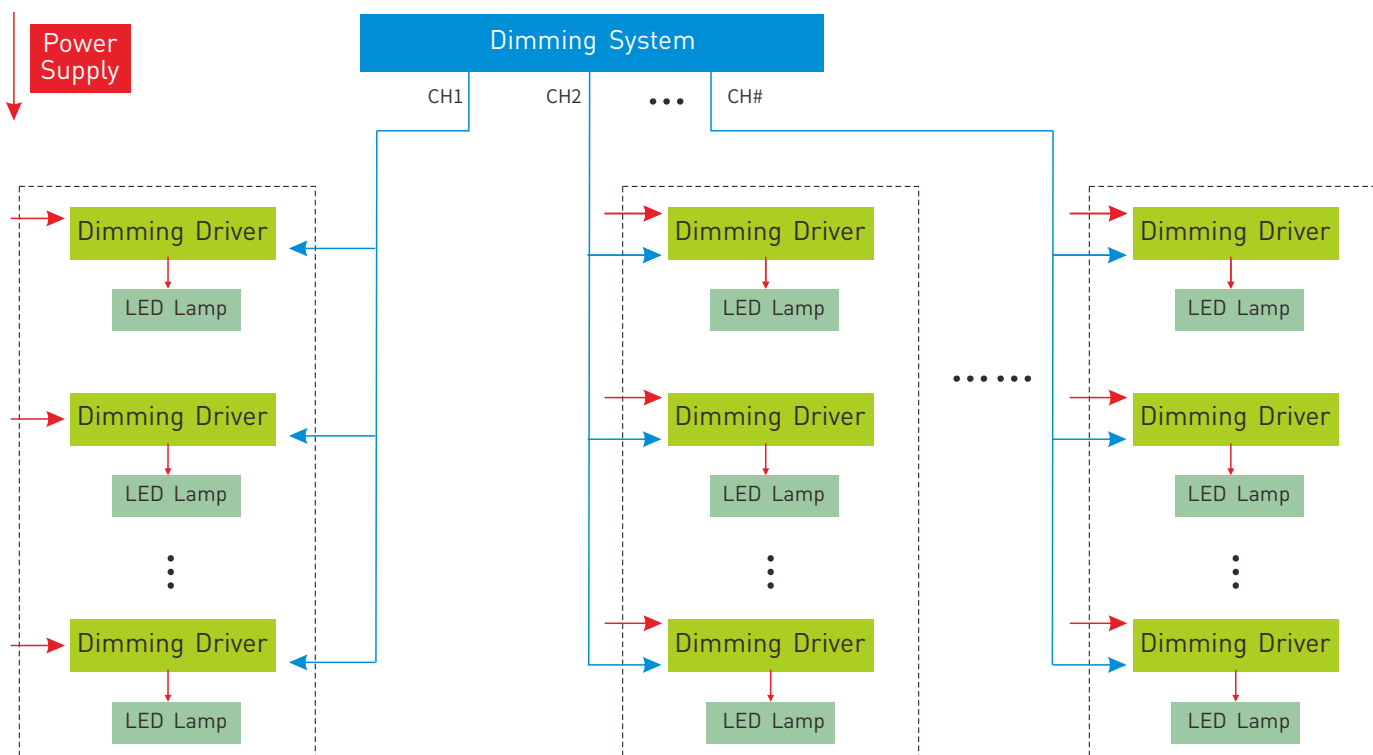 Power
Supply
Dimming System
CH1
CH2
CH#
Dimming Driver
Dimming Driver
Dimming Driver
LED Lamp
LED Lamp
LED Lamp
Dimming Driver
Dimming Driver
Dimming Driver
LED Lamp
LED Lamp
LED Lamp
Dimming Driver
Dimming Driver
Dimming Driver
LED Lamp
LED Lamp
LED Lamp